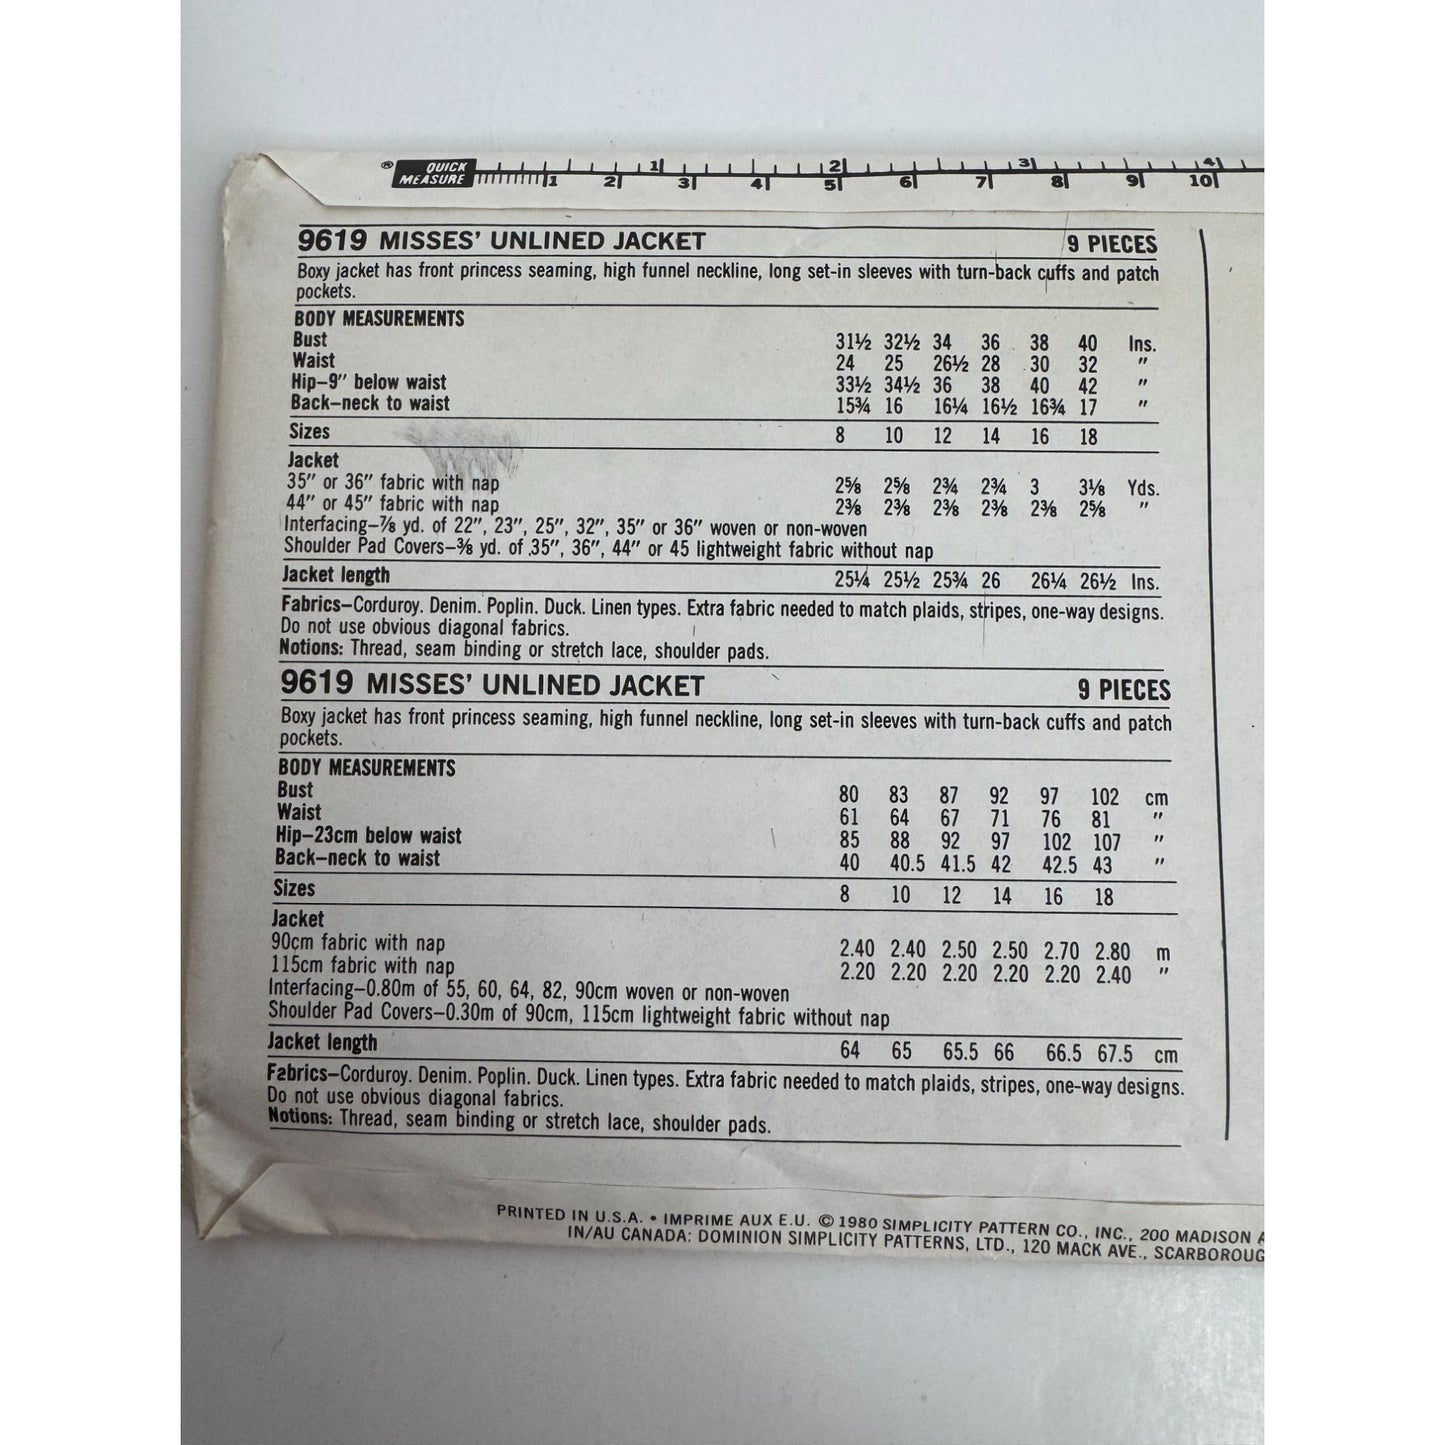 ® QUICK MEASURE
1 2 3 4
1 2 3 4 5 6 7 8 9 10
9619 MISSES' UNLINED JACKET 9 PIECES
Boxy jacket has front princess seaming, high funnel neckline, long set-in sleeves with turn-back cuffs and patch
pockets.
BODY MEASUREMENTS
Bust 31½ 32½ 34 36 38 40 Ins.
Waist 24 25 26½ 28 30 32 "
Hip–9" below waist 33½ 34½ 36 38 40 42 "
Back–neck to waist 15¾ 16 16¼ 16½ 16¾ 17 "
Sizes 8 10 12 14 16 18
Jacket
35" or 36" fabric with nap 2⅝ 2⅝ 2¾ 2¾ 3 3⅛ Yds.
44" or 45" fabric with nap 2⅜ 2⅜ 2⅜ 2⅜ 2⅜ 2⅝ "
Interfacing–⅞ yd. of 22", 23", 25", 32", 35" or 36" woven or non-woven
Shoulder Pad Covers–⅜ yd. of 35", 36", 44" or 45 lightweight fabric without nap
Jacket length 25¼ 25½ 25¾ 26 26¼ 26½ Ins.
Fabrics–Corduroy. Denim. Poplin. Duck. Linen types. Extra fabric needed to match plaids, stripes, one-way designs.
Do not use obvious diagonal fabrics.
Notions: Thread, seam binding or stretch lace, shoulder pads.
9619 MISSES' UNLINED JACKET 9 PIECES
Boxy jacket has front princess seaming, high funnel neckline, long set-in sleeves with turn-back cuffs and patch
pockets.
BODY MEASUREMENTS
Bust 80 83 87 92 97 102 cm
Waist 61 64 67 71 76 81 "
Hip–23cm below waist 85 88 92 97 102 107 "
Back–neck to waist 40 40.5 41.5 42 42.5 43 "
Sizes 8 10 12 14 16 18
Jacket
90cm fabric with nap 2.40 2.40 2.50 2.50 2.70 2.80 m
115cm fabric with nap 2.20 2.20 2.20 2.20 2.20 2.40 "
Interfacing–0.80m of 55, 60, 64, 82, 90cm woven or non-woven
Shoulder Pad Covers–0.30m of 90cm, 115cm lightweight fabric without nap
Jacket length 64 65 65.5 66 66.5 67.5 cm
Fabrics–Corduroy. Denim. Poplin. Duck. Linen types. Extra fabric needed to match plaids, stripes, one-way designs.
Do not use obvious diagonal fabrics.
Notions: Thread, seam binding or stretch lace, shoulder pads.
PRINTED IN U.S.A. • IMPRIME AUX E.U. © 1980 SIMPLICITY PATTERN CO., INC., 200 MADISON A
IN/AU CANADA: DOMINION SIMPLICITY PATTERNS, LTD., 120 MACK AVE., SCARBOROUG